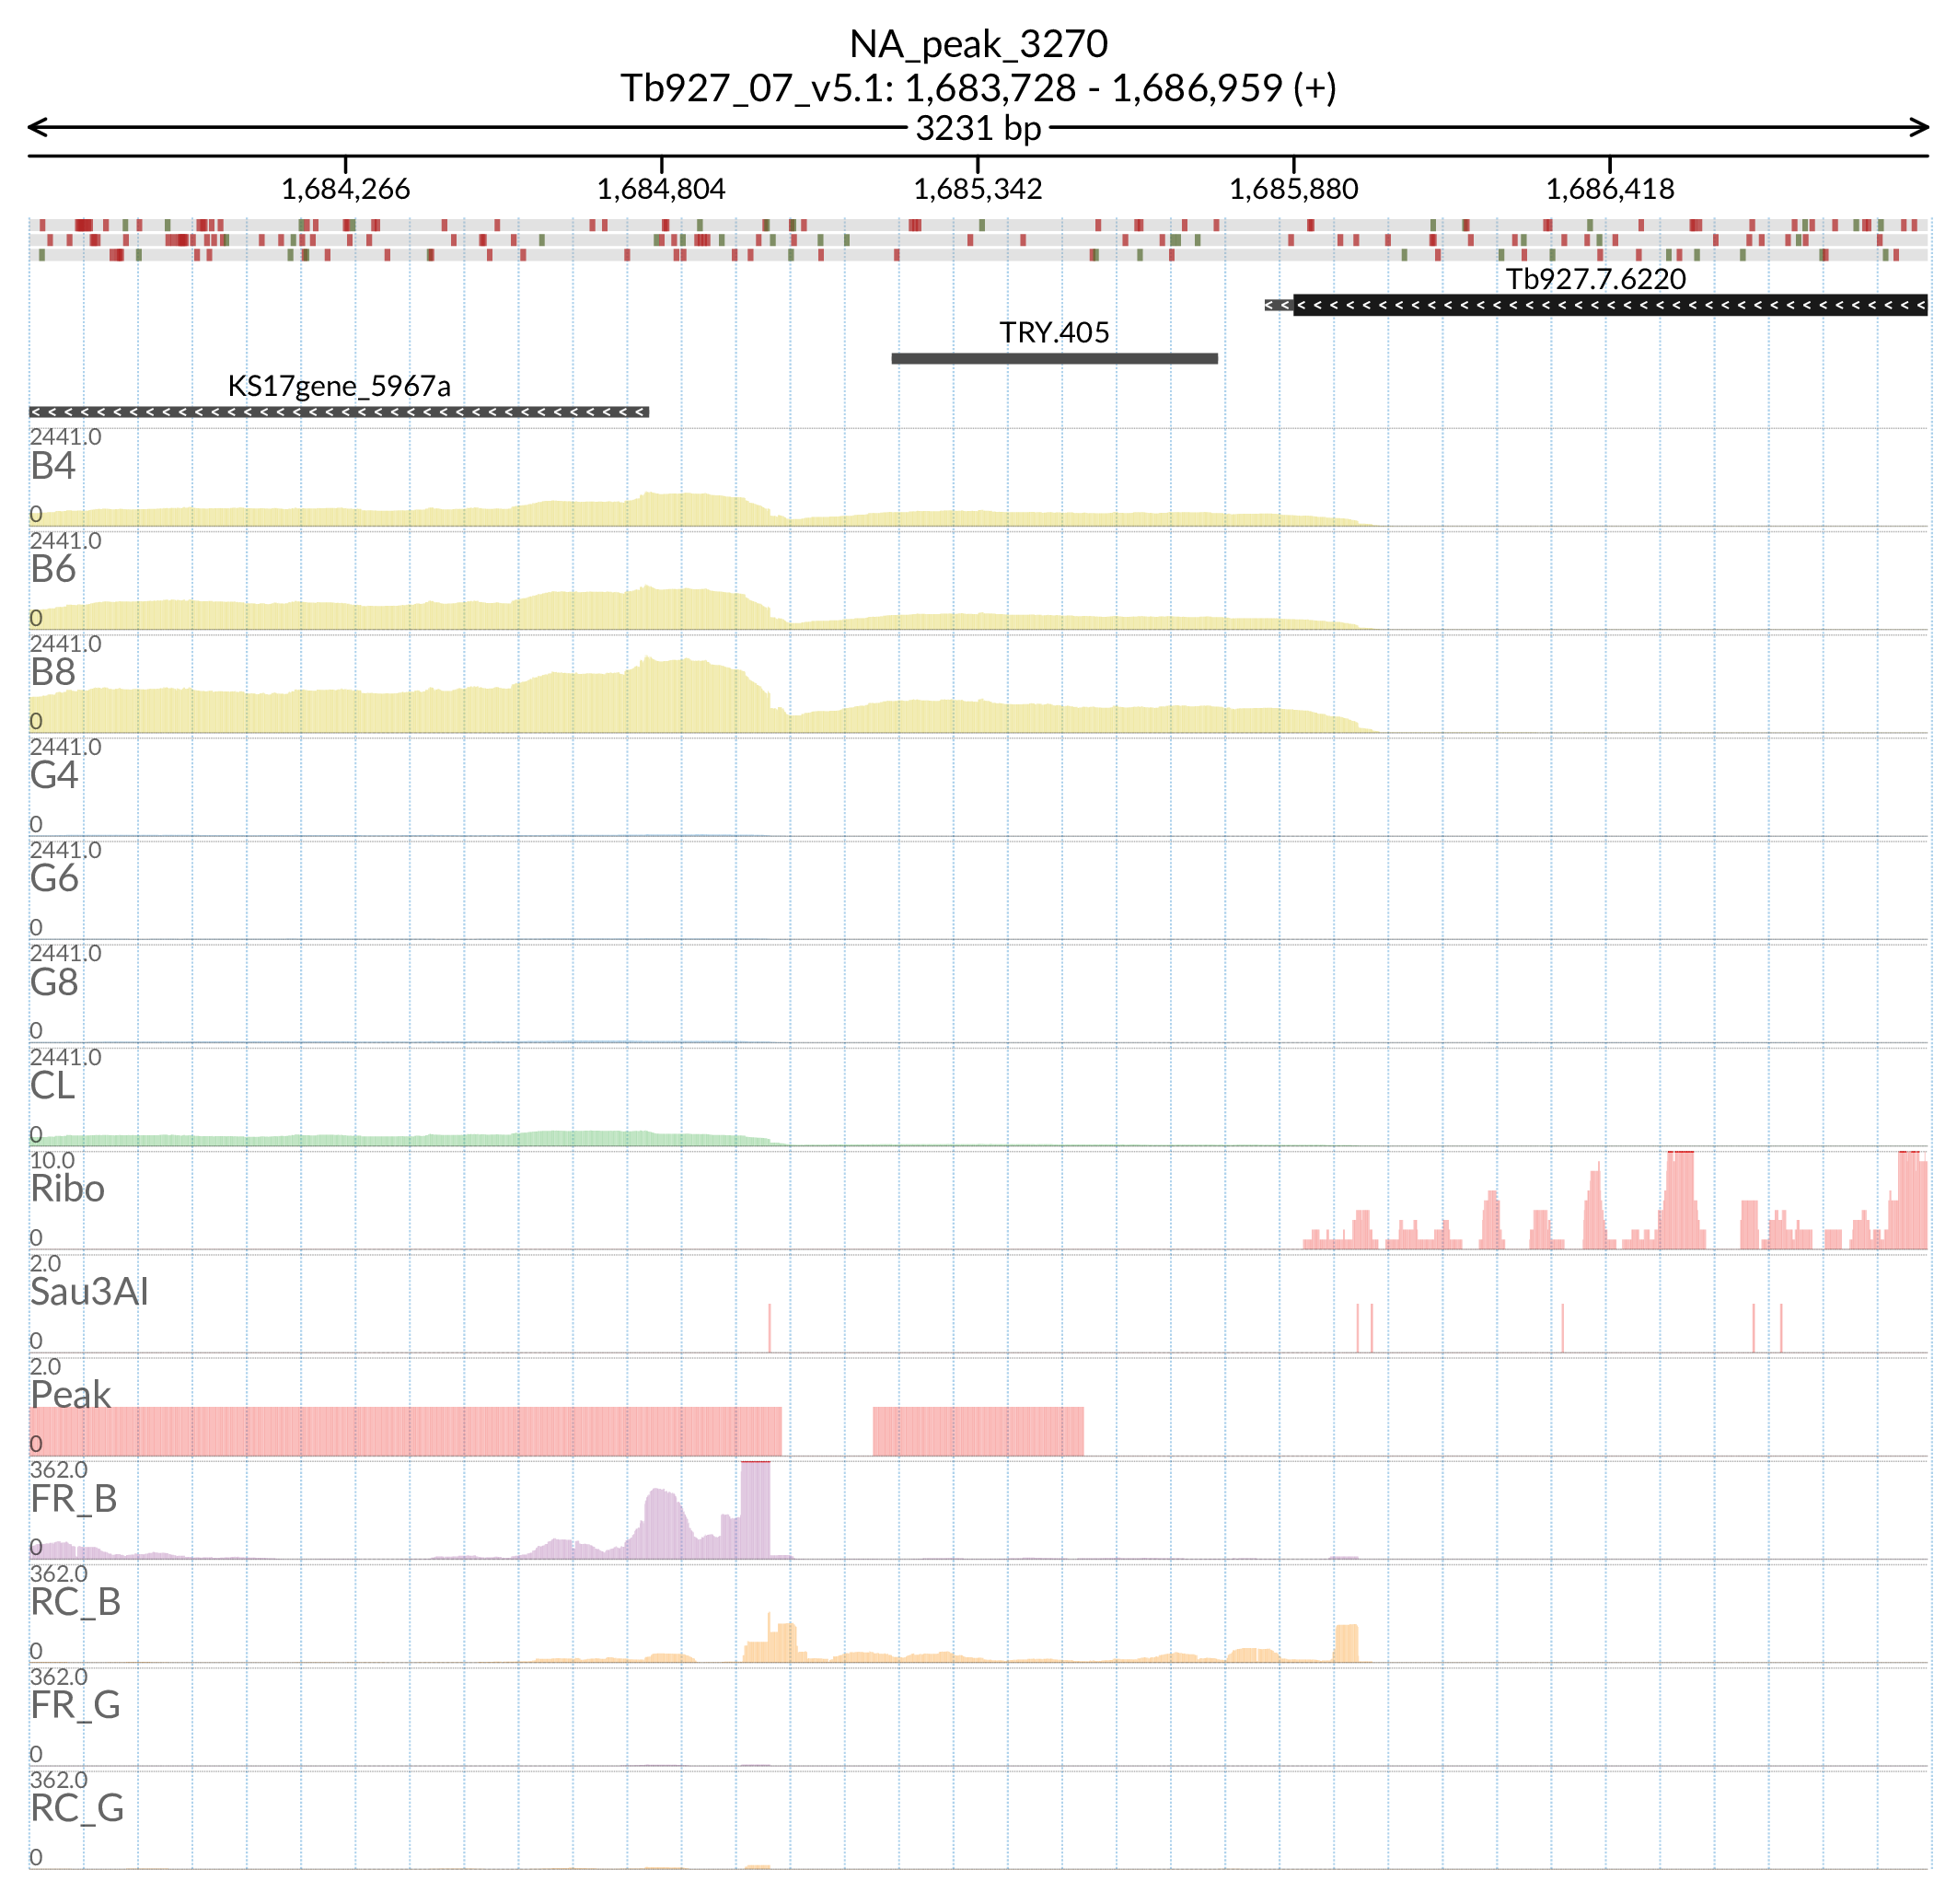 NA_peak_3270
Tb927_07_v5.1: 1,683,728 - 1,686,959 (+)
3231 bp
1,684,266 1,684,804 1,685,342 1,685,880 1,686,418
Tb927.7.6220
TRY.405
KS17gene_5967a
2441.0
B4
0
2441.0
B6
0
2441.0
B8
0
2441.0
G4
0
2441.0
G6
0
2441.0
G8
0
2441.0
CL
0
10.0
Ribo
0
2.0
Sau3AI
0
2.0
Peak
0
362.0
FR_B
0
362.0
RC_B
0
362.0
FR_G
0
362.0
RC_G
0